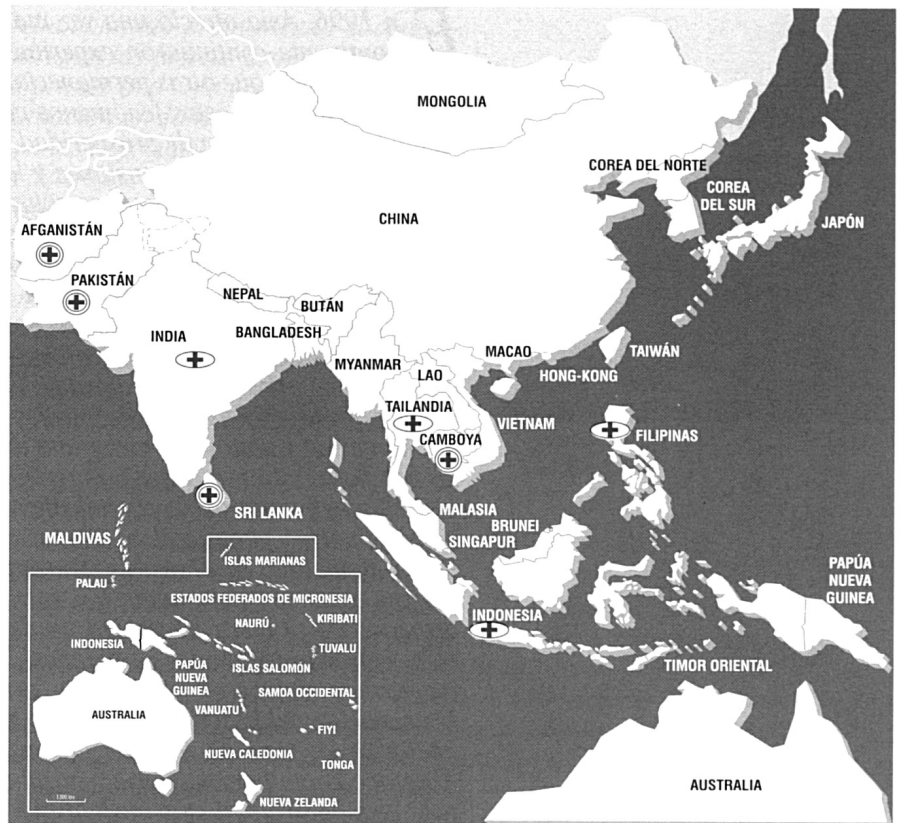 MONGOLIA
COREA DEL NORTE
COREA
DEL SUR
JAPÓN
CHINA
AFGANISTÁN
PAKISTÁN
NEPAL
BUTÁN
INDIA
BANGLADESH
MYANMAR
LAO
MACAO
HONG-KONG
TAIWÁN
TAILANDIA
VIETNAM
CAMBOYA
FILIPINAS
SRI LANKA
MALDIVAS
MALASIA
BRUNEI
SINGAPUR
INDONESIA
PAPÚA
NUEVA
GUINEA
TIMOR ORIENTAL
AUSTRALIA
ISLAS MARIANAS
PALAU
ESTADOS FEDERADOS DE MICRONESIA
NAURÚ
KIRIBATI
INDONESIA
TUVALU
PAPÚA
NUEVA
GUINEA
ISLAS SALOMÓN
SAMOA OCCIDENTAL
VANUATU
AUSTRALIA
FIYI
NUEVA CALEDONIA
TONGA
NUEVA ZELANDA